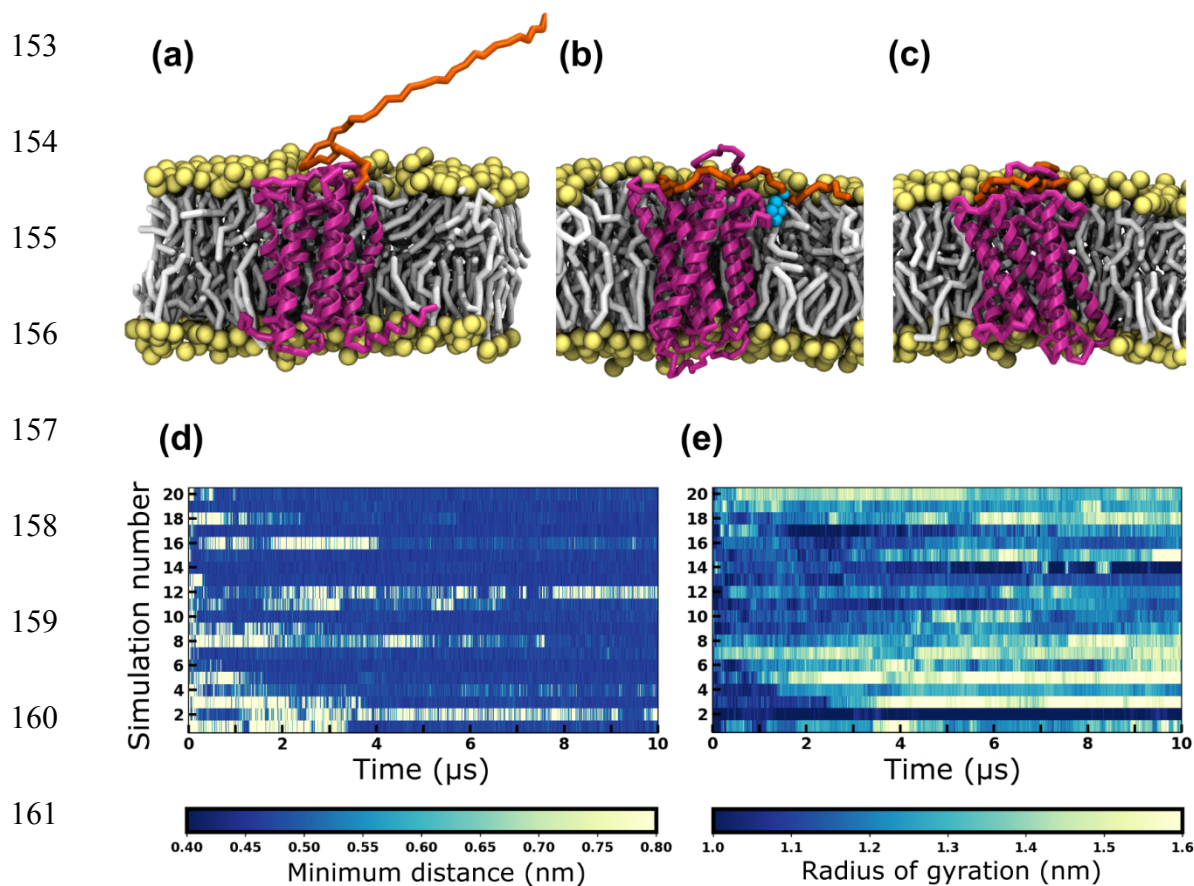 153
(a)
(b)
(c)
154
155
156
157
(d)
(e)
158
159
160
161
Simulation number
20
18
16
14
12
10
8
6
4
2
0 2 4 6 8 10
Time (µs)
20
18
16
14
12
10
8
6
4
2
0 2 4 6 8 10
Time (µs)
0.40 0.45 0.50 0.55 0.60 0.65 0.70 0.75 0.80
Minimum distance (nm)
1.0 1.1 1.2 1.3 1.4 1.5 1.6
Radius of gyration (nm)